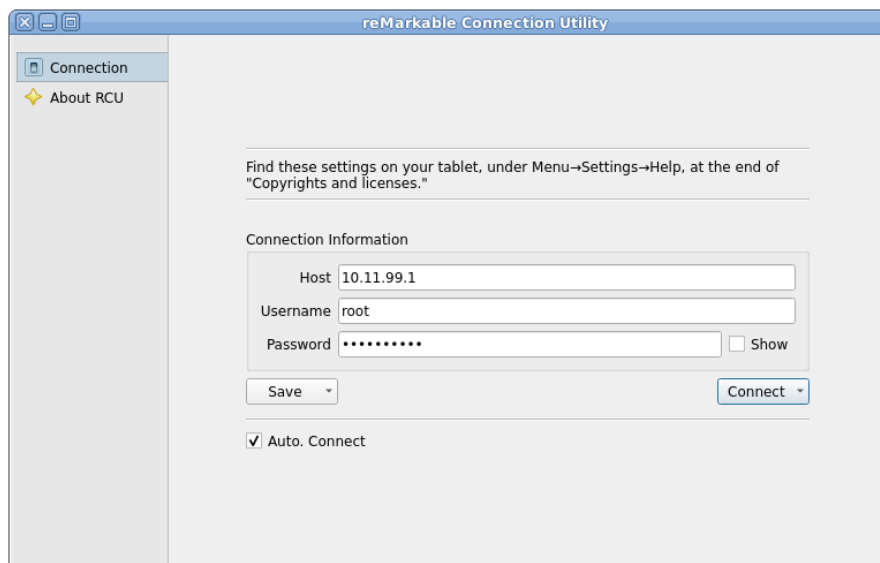 reMarkable Connection Utility
Connection
About RCU
Find these settings on your tablet, under Menu→Settings→Help, at the end of
"Copyrights and licenses."
Connection Information
Host 10.11.99.1
Username root
Password ••••••••••
Show
Save
Connect
Auto. Connect